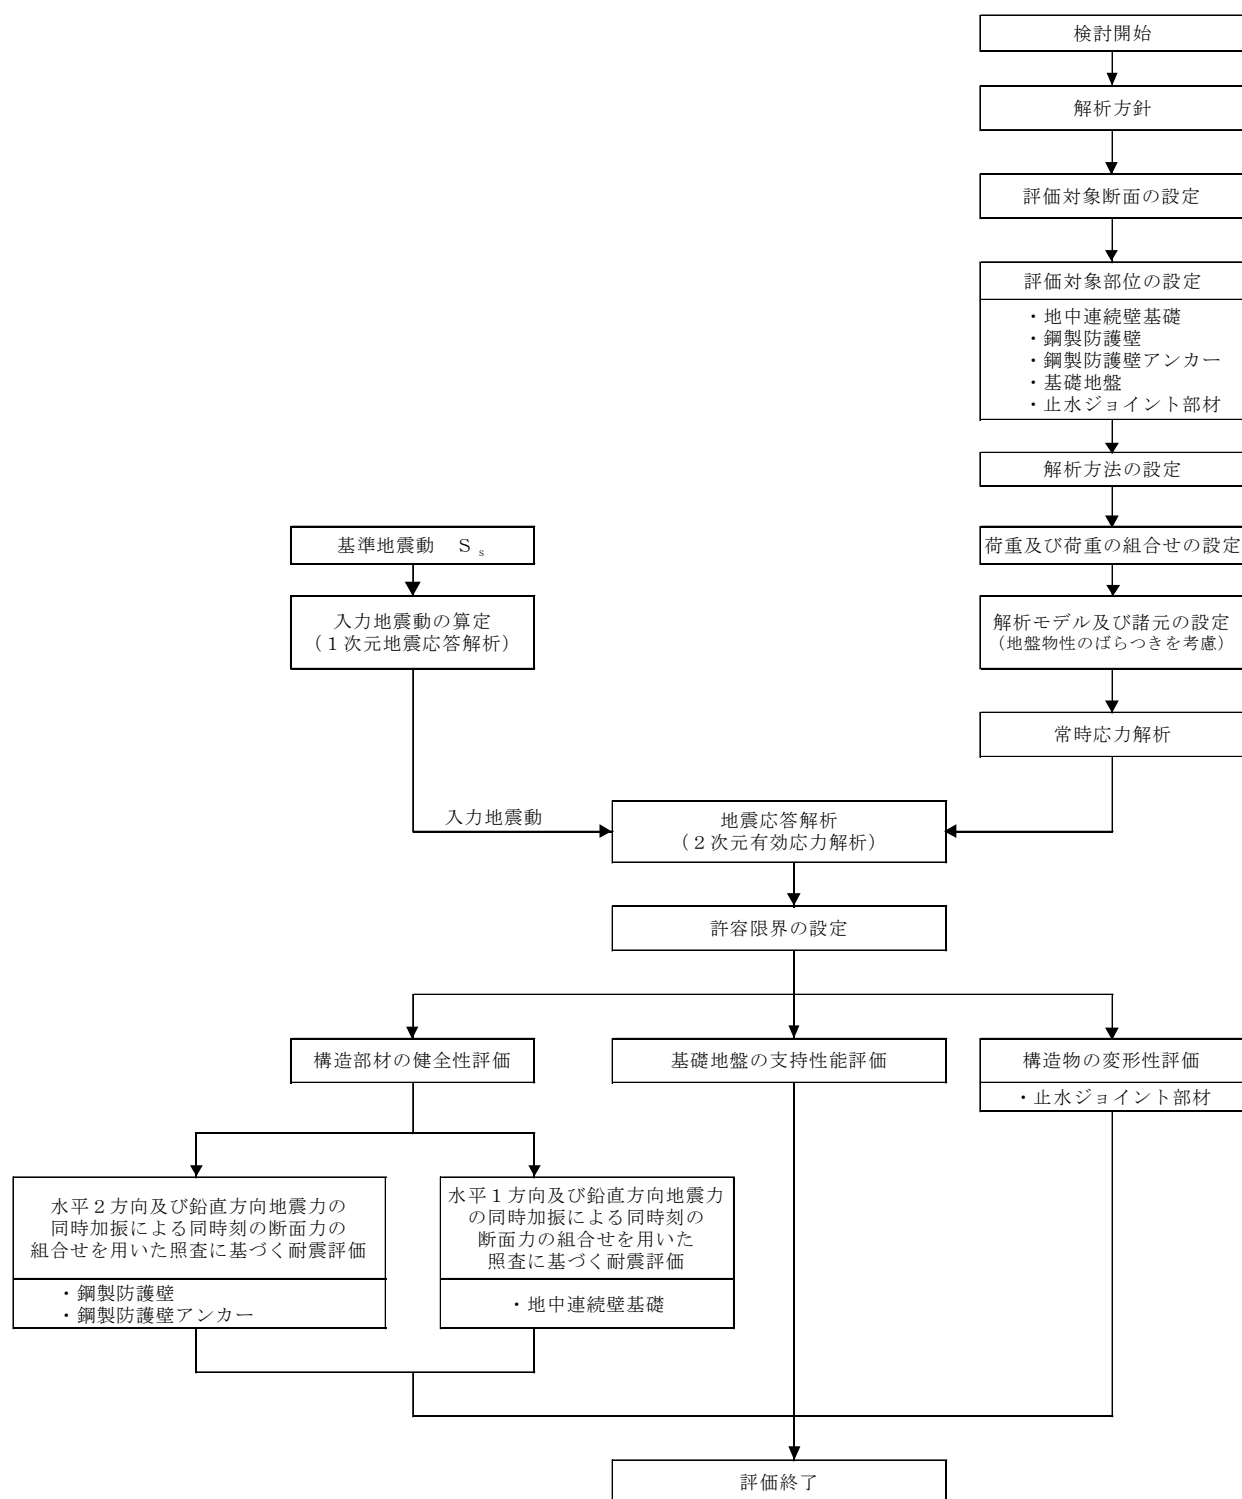 検討開始
解析方針
評価対象断面の設定
評価対象部位の設定
・地中連続壁基礎
・鋼製防護壁
・鋼製防護壁アンカー
・基礎地盤
・止水ジョイント部材
解析方法の設定
荷重及び荷重の組合せの設定
解析モデル及び諸元の設定
（地盤物性のばらつきを考慮）
常時応力解析
基準地震動　Ｓｓ
入力地震動の算定
（１次元地震応答解析）
入力地震動
地震応答解析
（２次元有効応力解析）
許容限界の設定
構造部材の健全性評価
基礎地盤の支持性能評価
構造物の変形性評価
・止水ジョイント部材
水平２方向及び鉛直方向地震力の
同時加振による同時刻の断面力の
組合せを用いた照査に基づく耐震評価
・鋼製防護壁
・鋼製防護壁アンカー
水平１方向及び鉛直方向地震力
の同時加振による同時刻の
断面力の組合せを用いた
照査に基づく耐震評価
・地中連続壁基礎
評価終了